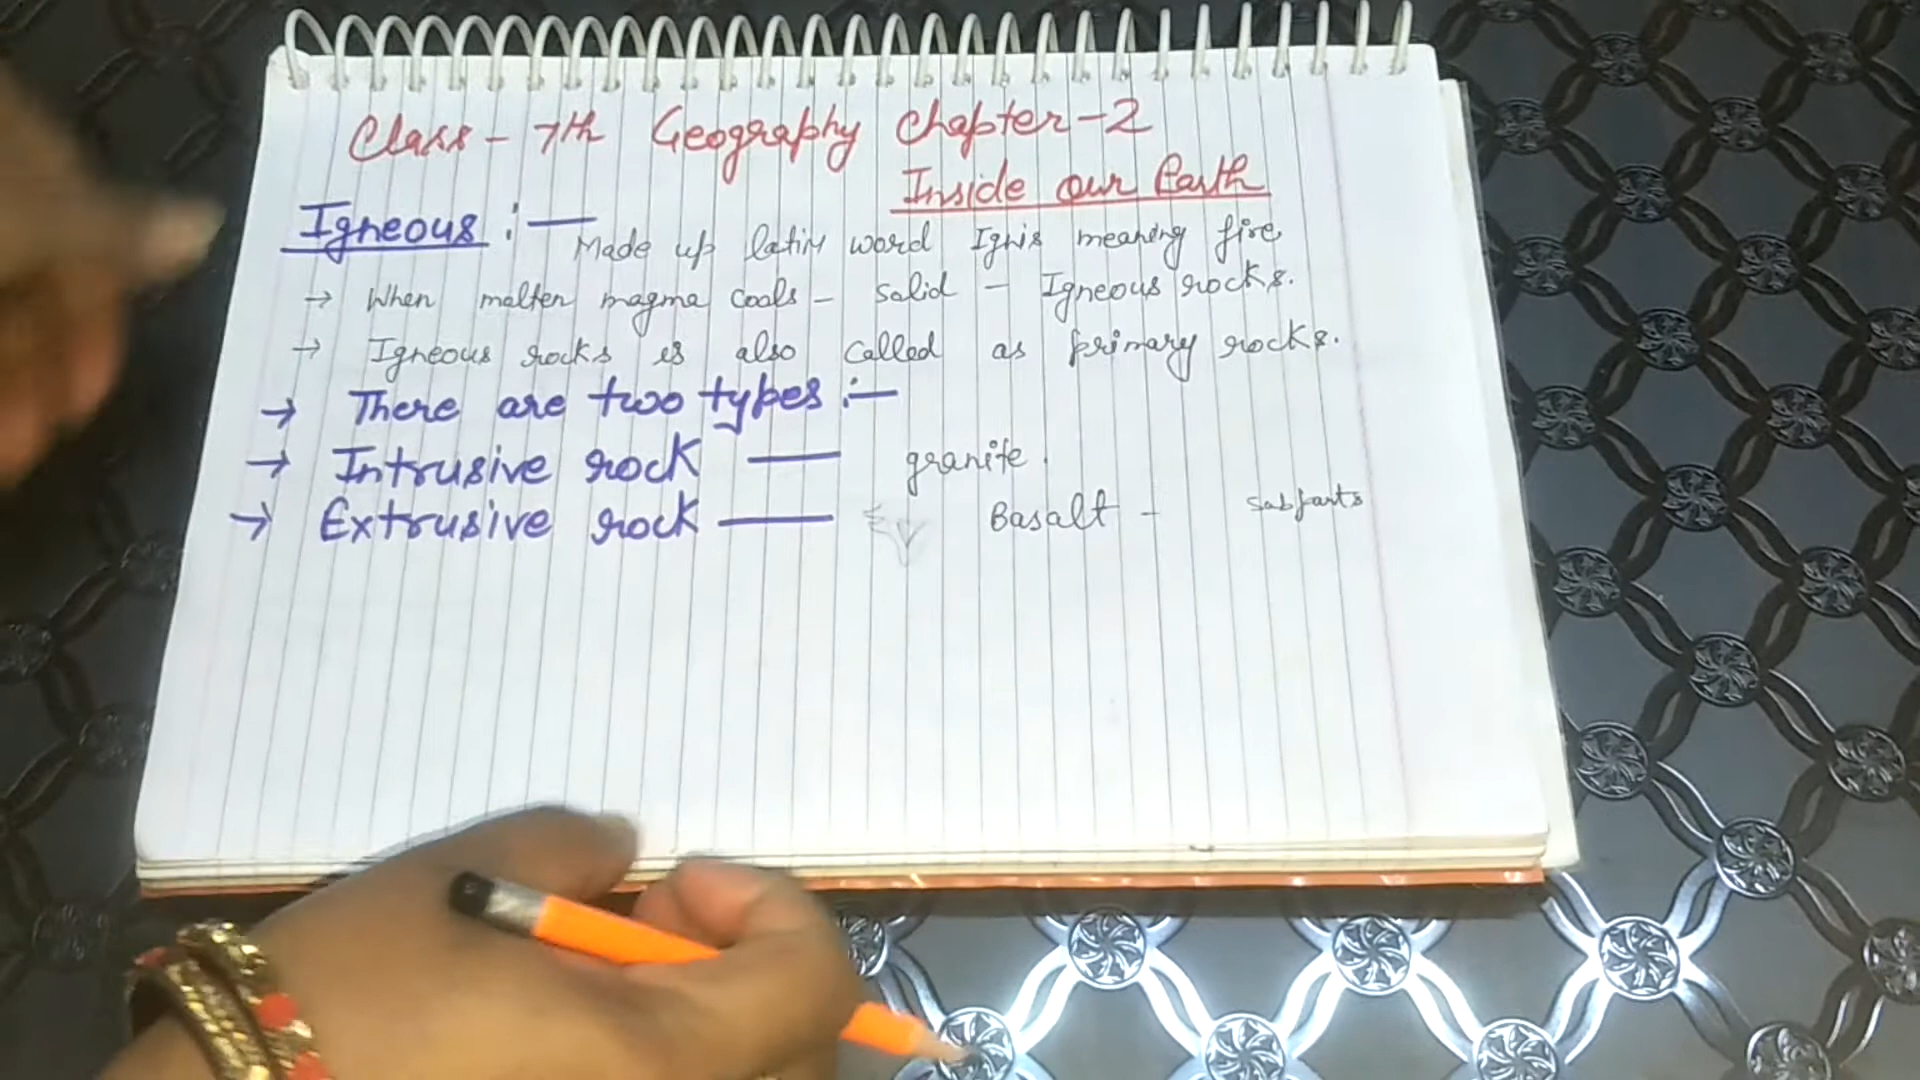 Class - 7th Geography Chapter-2
Inside our Earth
Igneous :— Made up latin word Ignis meaning fire
→ When molten magma cools - solid - Igneous rocks.
→ Igneous rocks is also called as primary rocks.
→ There are two types :—
→ Intrusive rock — granite.
→ Extrusive rock — Basalt -